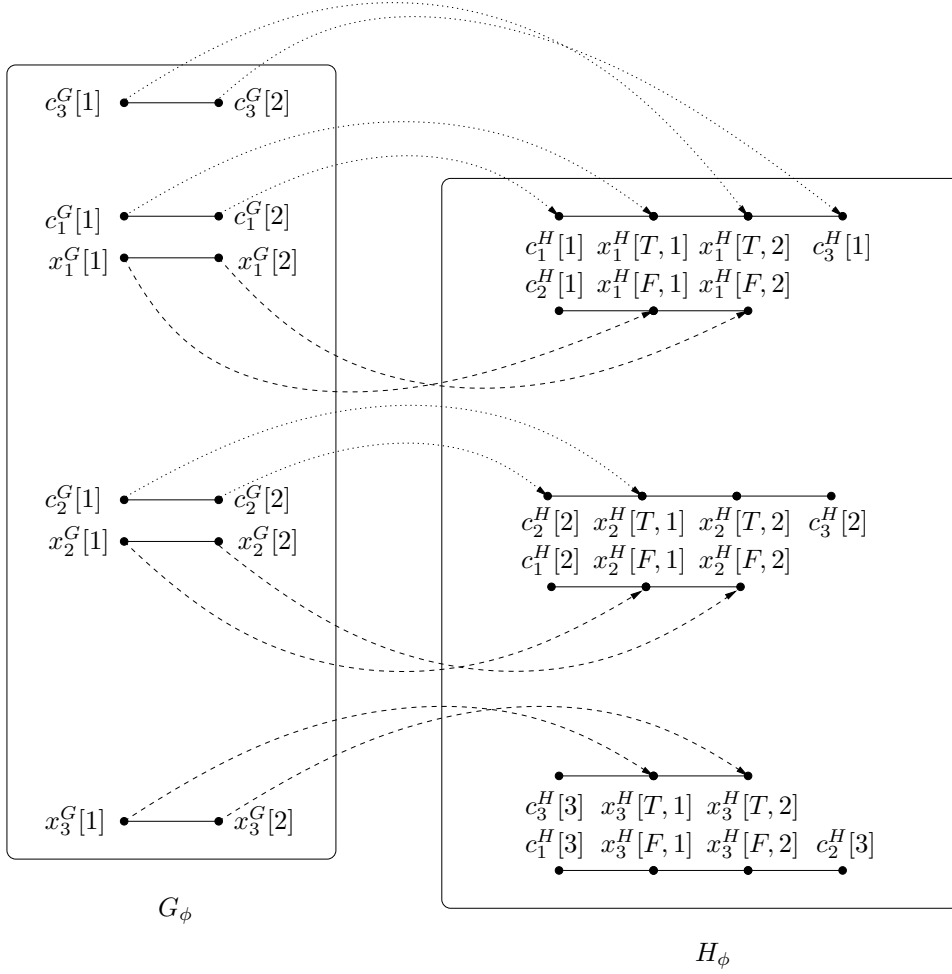 c_3^G[1] c_3^G[2]
c_1^G[1] c_1^G[2]
x_1^G[1] x_1^G[2]
c_1^H[1] x_1^H[T, 1] x_1^H[T, 2] c_3^H[1]
c_2^H[1] x_1^H[F, 1] x_1^H[F, 2]
c_2^G[1] c_2^G[2]
x_2^G[1] x_2^G[2]
c_2^H[2] x_2^H[T, 1] x_2^H[T, 2] c_3^H[2]
c_1^H[2] x_2^H[F, 1] x_2^H[F, 2]
x_3^G[1] x_3^G[2]
c_3^H[3] x_3^H[T, 1] x_3^H[T, 2]
c_1^H[3] x_3^H[F, 1] x_3^H[F, 2] c_2^H[3]
G_ϕ
H_ϕ